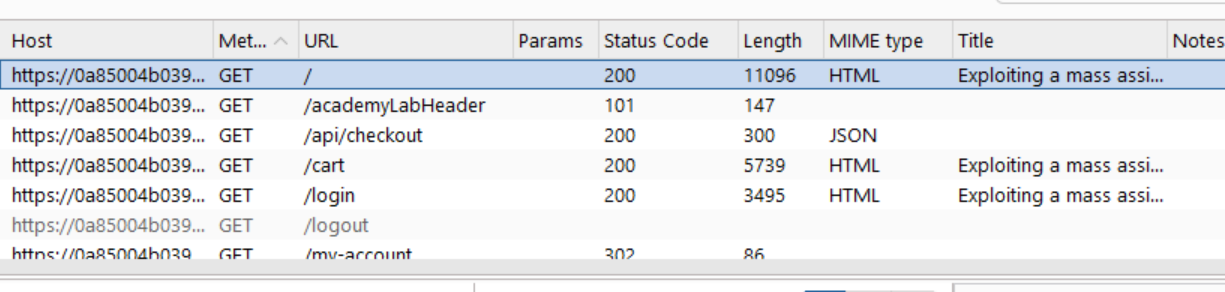 Host Met... URL Params Status Code Length MIME type Title Notes
https://0a85004b039... GET / 200 11096 HTML Exploiting a mass assi...
https://0a85004b039... GET /academyLabHeader 101 147
https://0a85004b039... GET /api/checkout 200 300 JSON
https://0a85004b039... GET /cart 200 5739 HTML Exploiting a mass assi...
https://0a85004b039... GET /login 200 3495 HTML Exploiting a mass assi...
https://0a85004b039... GET /logout
https://0a85004b039... GET /my-account 302 86